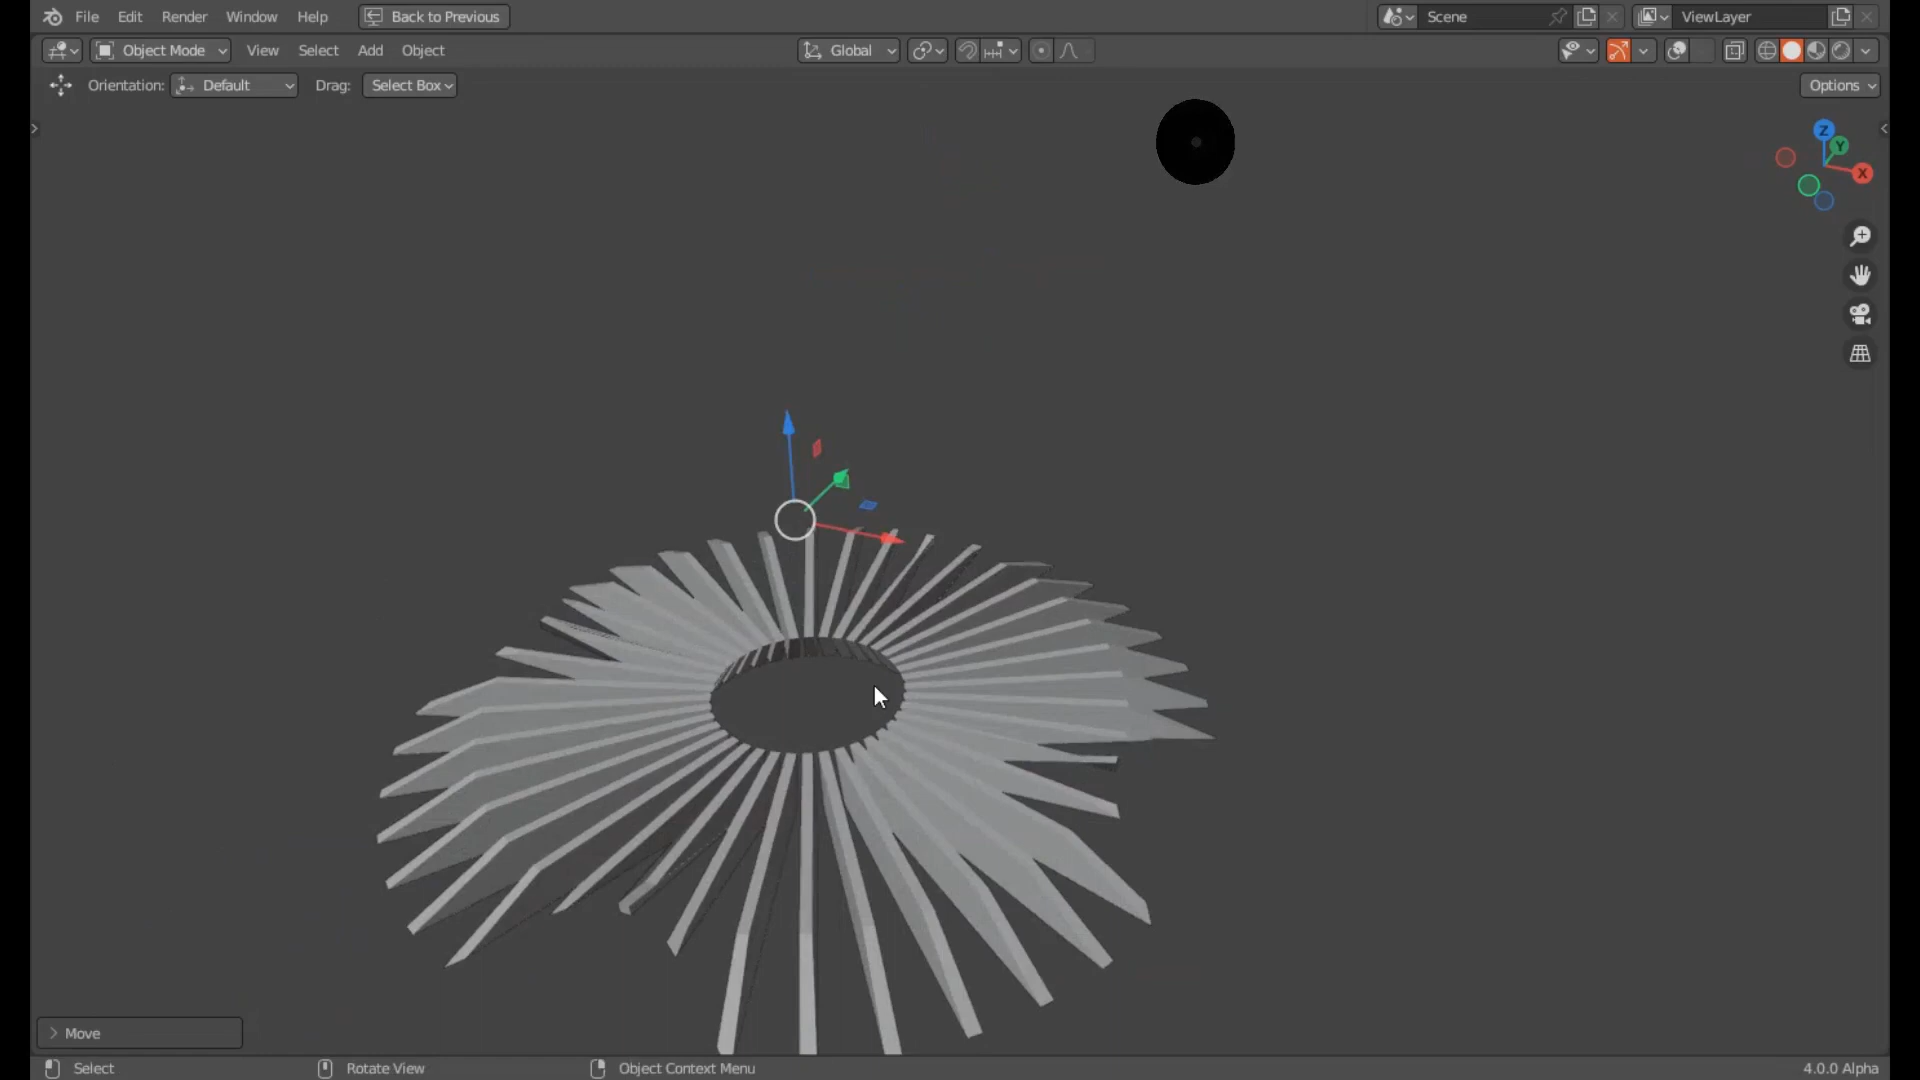 File Edit Render Window Help Back to Previous Scene ViewLayer
Object Mode View Select Add Object Global
Orientation: Default Drag: Select Box Options
Z
Y
X
Move
Select Rotate View Object Context Menu 4.0.0 Alpha